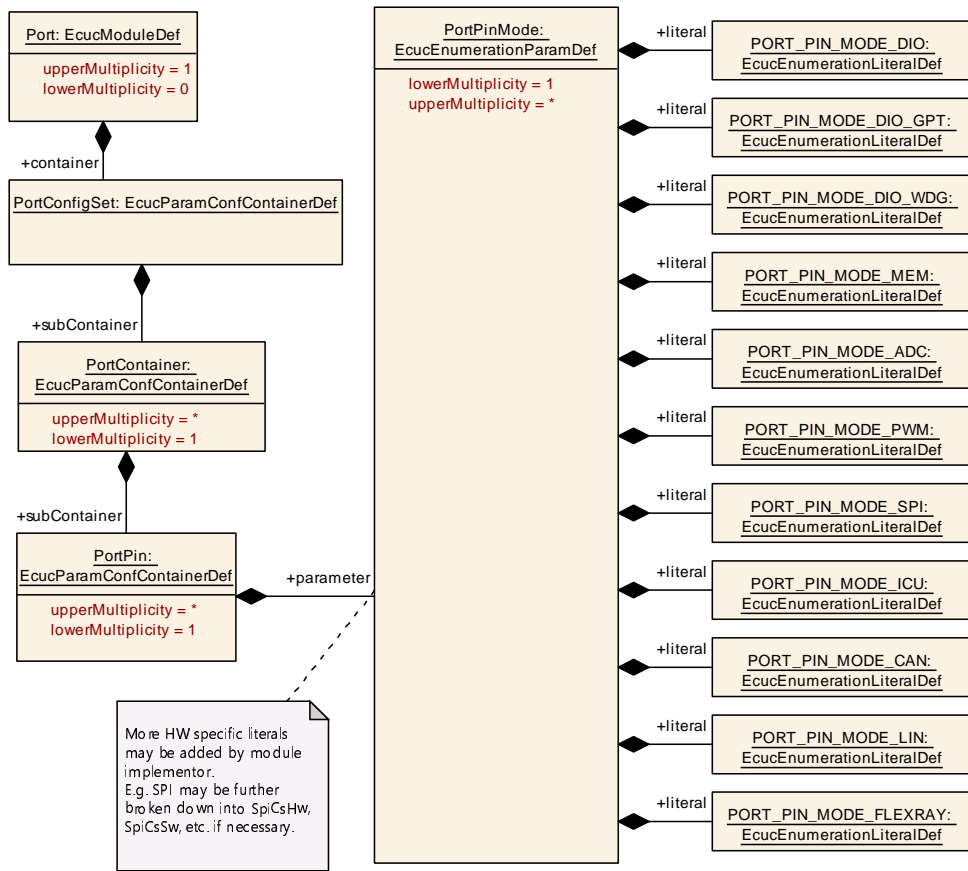 Port: EcucModuleDef
upperMultiplicity = 1
lowerMultiplicity = 0
+container
PortConfigSet: EcucParamConfContainerDef
+subContainer
PortContainer:
EcucParamConfContainerDef
upperMultiplicity = *
lowerMultiplicity = 1
+subContainer
PortPin:
EcucParamConfContainerDef
upperMultiplicity = *
lowerMultiplicity = 1
+parameter
More HW specific literals
may be added by module
implementor.
E.g. SPI may be further
broken down into SpiCsHw,
SpiCsSw, etc. if necessary.
PortPinMode:
EcucEnumerationParamDef
lowerMultiplicity = 1
upperMultiplicity = *
+literal
PORT_PIN_MODE_DIO:
EcucEnumerationLiteralDef
+literal
PORT_PIN_MODE_DIO_GPT:
EcucEnumerationLiteralDef
+literal
PORT_PIN_MODE_DIO_WDG:
EcucEnumerationLiteralDef
+literal
PORT_PIN_MODE_MEM:
EcucEnumerationLiteralDef
+literal
PORT_PIN_MODE_ADC:
EcucEnumerationLiteralDef
+literal
PORT_PIN_MODE_PWM:
EcucEnumerationLiteralDef
+literal
PORT_PIN_MODE_SPI:
EcucEnumerationLiteralDef
+literal
PORT_PIN_MODE_ICU:
EcucEnumerationLiteralDef
+literal
PORT_PIN_MODE_CAN:
EcucEnumerationLiteralDef
+literal
PORT_PIN_MODE_LIN:
EcucEnumerationLiteralDef
+literal
PORT_PIN_MODE_FLEXRAY:
EcucEnumerationLiteralDef